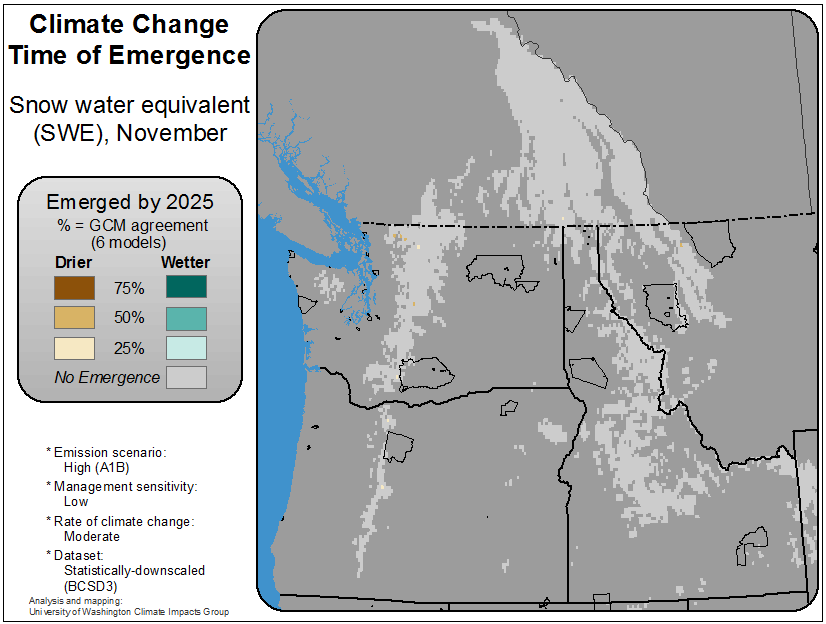 Climate Change
Time of Emergence
Snow water equivalent
(SWE), November
Emerged by 2025
% = GCM agreement
(6 models)
Drier Wetter
75%
50%
25%
No Emergence
* Emission scenario:
High (A1B)
* Management sensitivity:
Low
* Rate of climate change:
Moderate
* Dataset:
Statistically-downscaled
(BCSD3)
Analysis and mapping:
University of Washington Climate Impacts Group